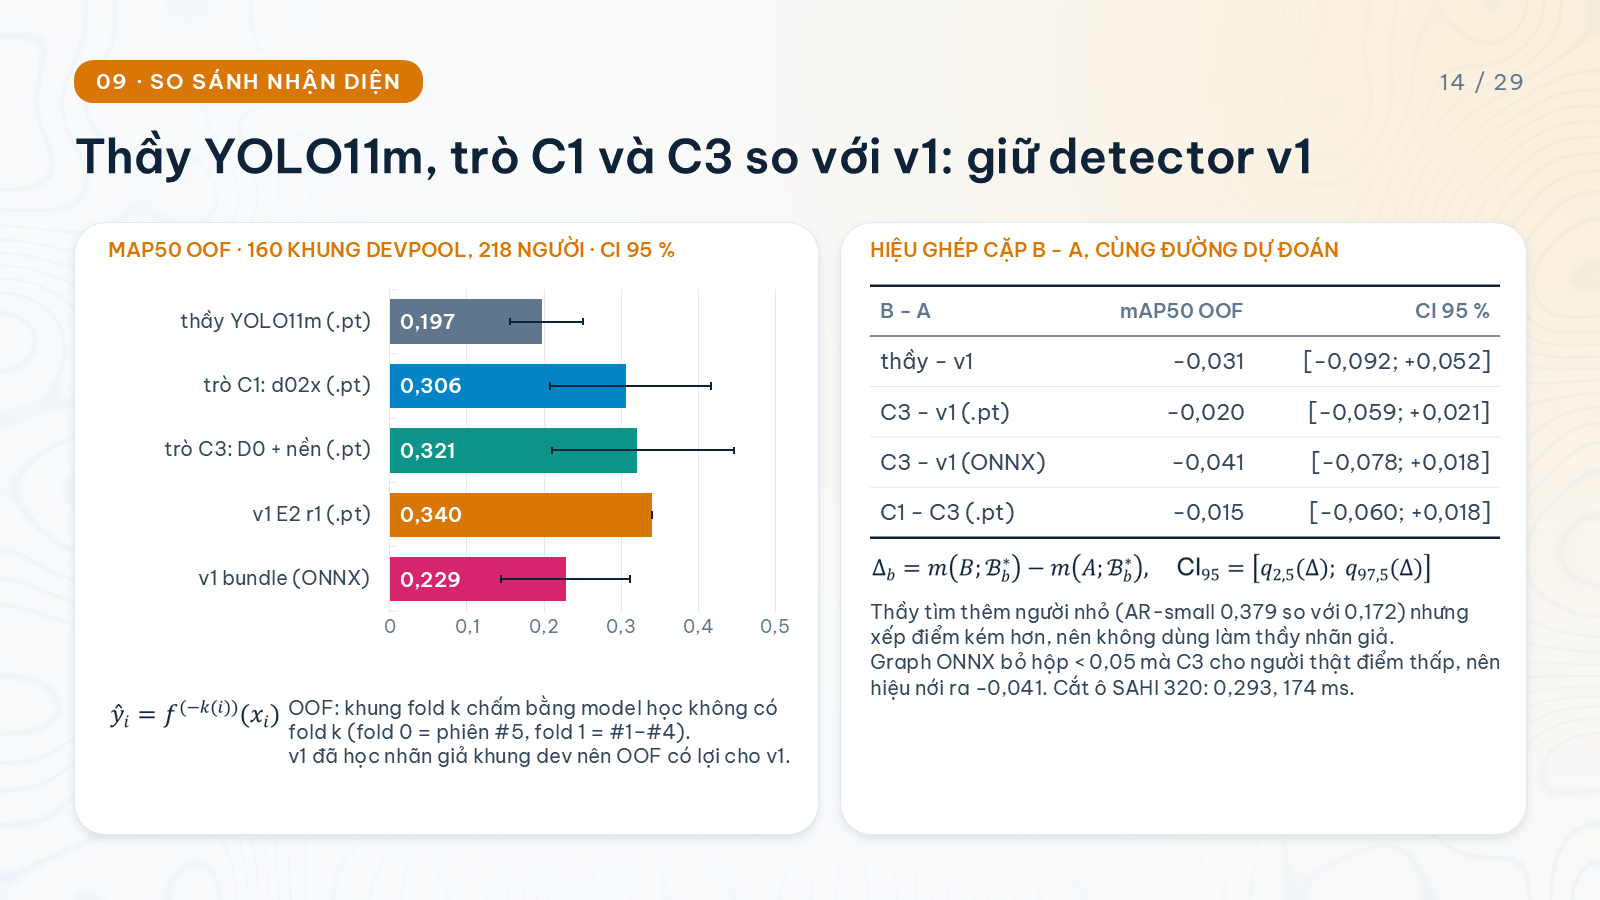 09 · SO SÁNH NHẬN DIỆN
14 / 29
Thầy YOLO11m, trò C1 và C3 so với v1: giữ detector v1
MAP50 OOF · 160 KHUNG DEVPOOL, 218 NGƯỜI · CI 95 %
thầy YOLO11m (.pt)
0,197
trò C1: d02x (.pt)
0,306
trò C3: D0 + nền (.pt)
0,321
v1 E2 r1 (.pt)
0,340
v1 bundle (ONNX)
0,229
0 0,1 0,2 0,3 0,4 0,5
ŷᵢ = f^(−k(i))(xᵢ)
OOF: khung fold k chấm bằng model học không có
fold k (fold 0 = phiên #5, fold 1 = #1–#4).
v1 đã học nhãn giả khung dev nên OOF có lợi cho v1.
HIỆU GHÉP CẶP B – A, CÙNG ĐƯỜNG DỰ ĐOÁN
B – A mAP50 OOF CI 95 %
thầy – v1 −0,031 [−0,092; +0,052]
C3 – v1 (.pt) −0,020 [−0,059; +0,021]
C3 – v1 (ONNX) −0,041 [−0,078; +0,018]
C1 – C3 (.pt) −0,015 [−0,060; +0,018]
Δ_b = m(B; ℬ*_b) − m(A; ℬ*_b), CI₉₅ = [q₂,₅(Δ); q₉₇,₅(Δ)]
Thầy tìm thêm người nhỏ (AR-small 0,379 so với 0,172) nhưng
xếp điểm kém hơn, nên không dùng làm thầy nhãn giả.
Graph ONNX bỏ hộp < 0,05 mà C3 cho người thật điểm thấp, nên
hiệu nới ra −0,041. Cắt ô SAHI 320: 0,293, 174 ms.